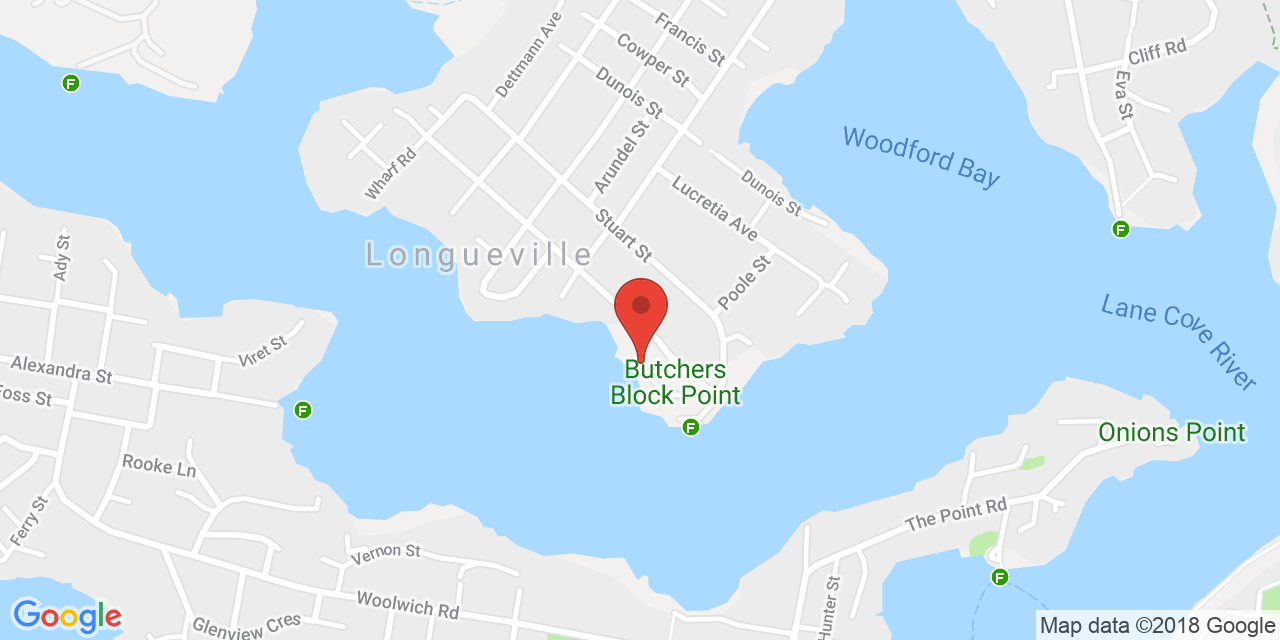 Dettmann Ave
Francis St
Cowper St
Dunois St
Cliff Rd
Eva St
F
Woodford Bay
Arundel St
Wharf Rd
Lucretia Ave
Dunois St
Stuart St
F
Longueville
Ady St
Poole St
Lane Cove River
Viret St
Alexandra St
Butchers
Block Point
Foss St
F
F
Onions Point
Rooke Ln
Ferry St
The Point Rd
Vernon St
F
Woolwich Rd
Hunter St
Glenview Cres
Google
Map data ©2018 Google